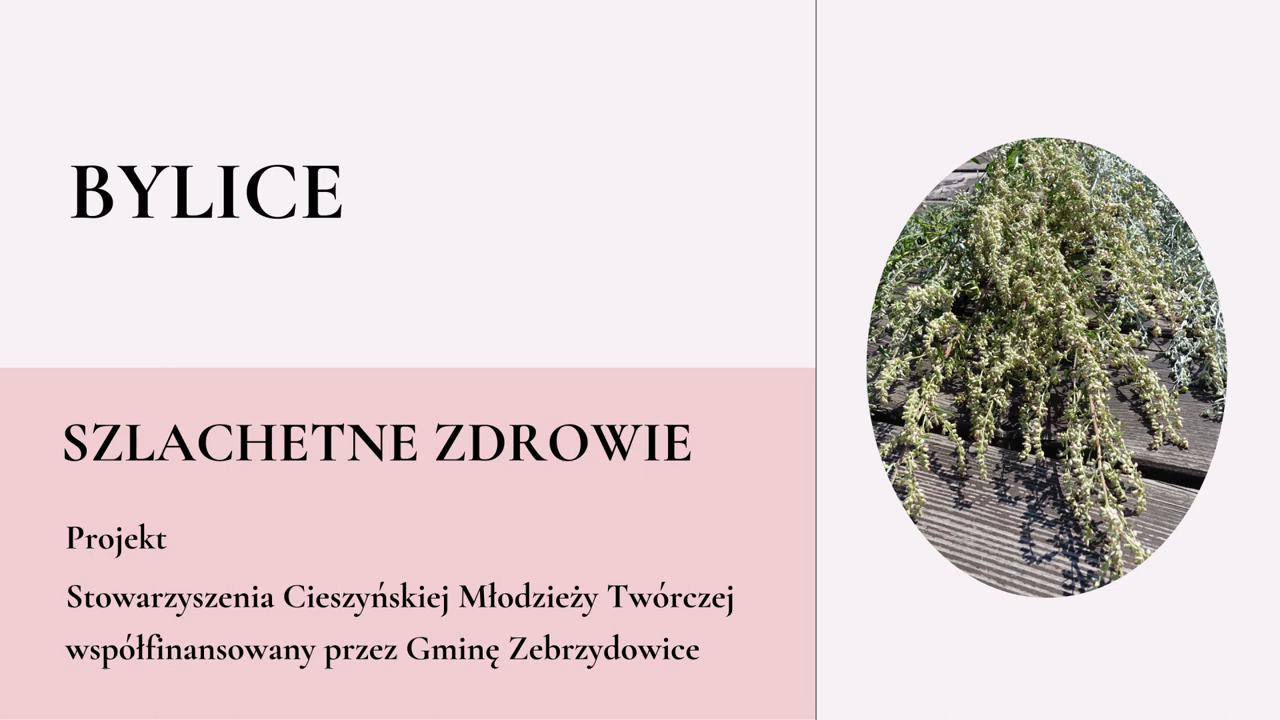 BYLICE
SZLACHETNE ZDROWIE
Projekt
Stowarzyszenia Cieszyńskiej Młodzieży Twórczej
współfinansowany przez Gminę Zebrzydowice